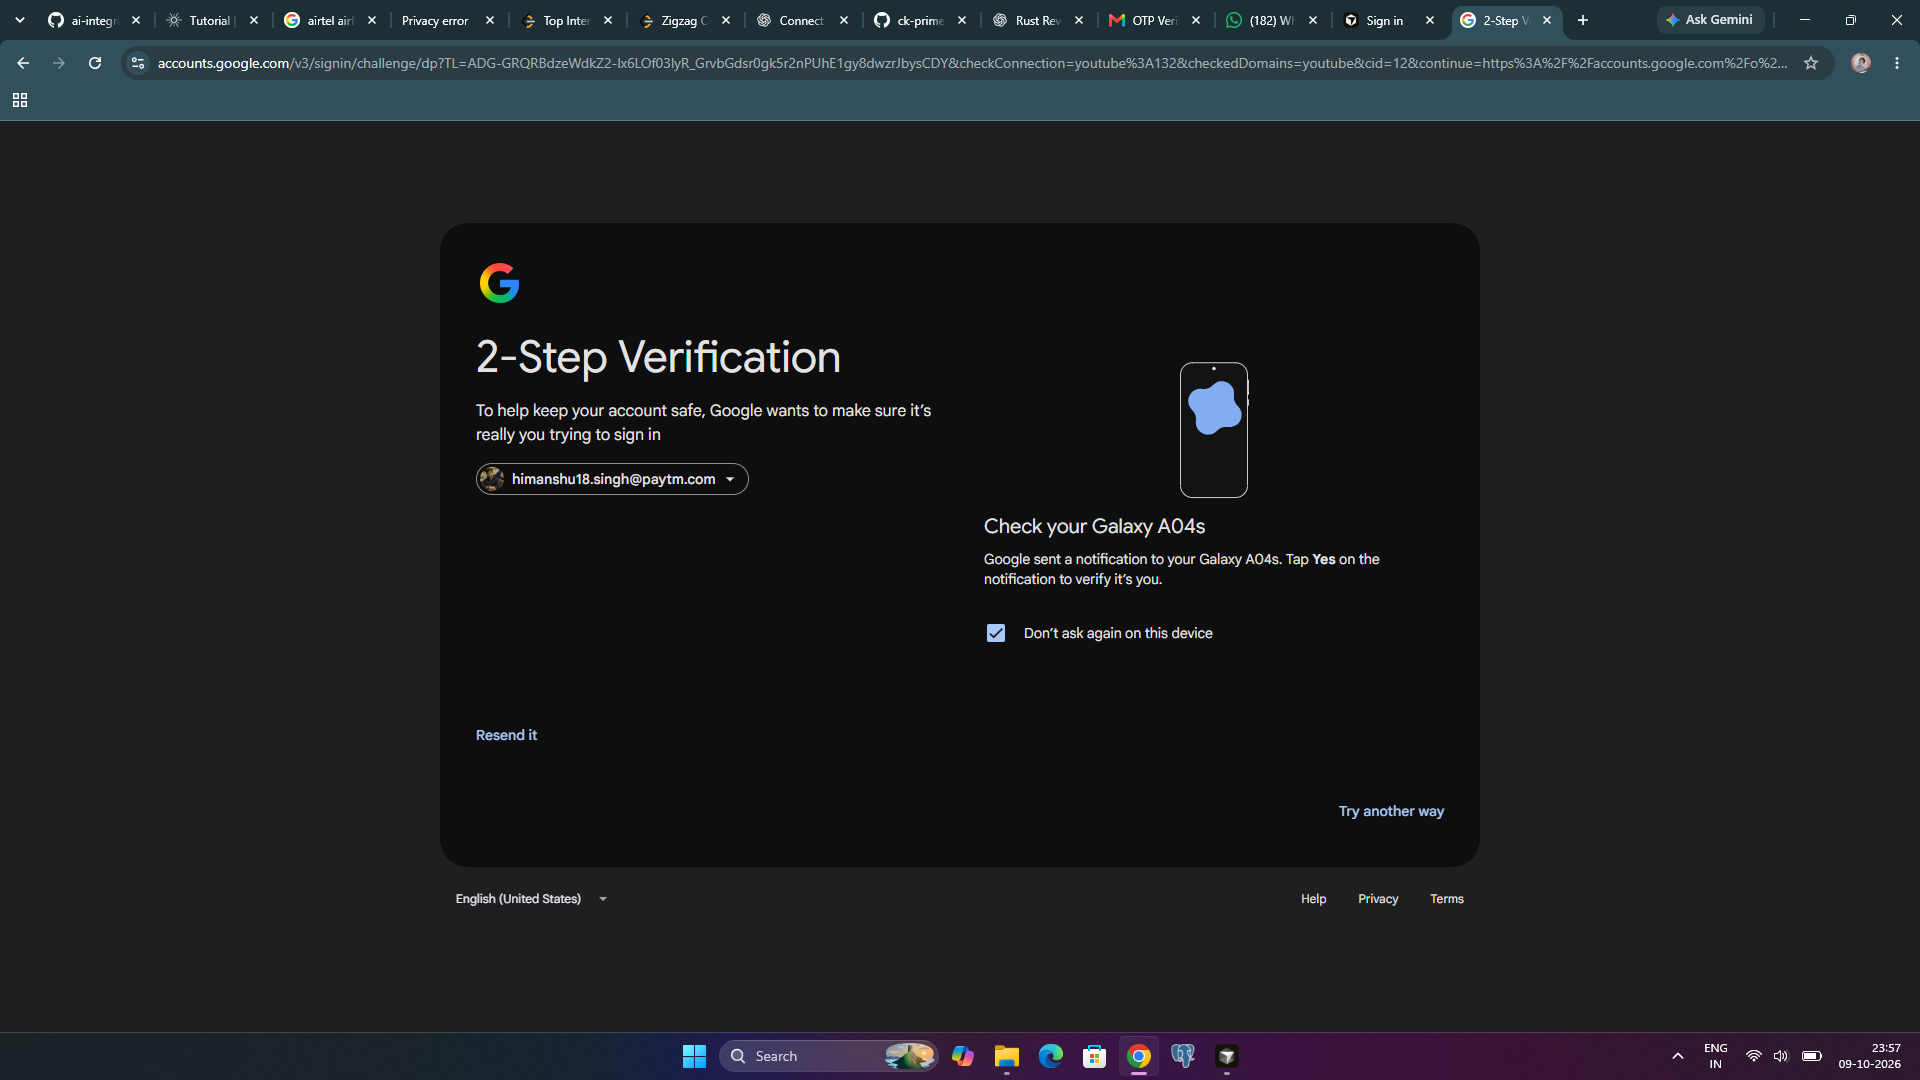 ai-integr
Tutorial
airtel airf
Privacy error
Top Inter
Zigzag C
Connect
ck-prime
Rust Rev
OTP Veri
(182) Wh
Sign in
2-Step V
Ask Gemini
accounts.google.com/v3/signin/challenge/dp?TL=ADG-GRQRBdzeWdkZ2-Ix6LOf03IyR_GrvbGdsr0gk5r2nPUhE1gy8dwzrJbysCDY&checkConnection=youtube%3A132&checkedDomains=youtube&cid=12&continue=https%3A%2F%2Faccounts.google.com%2Fo%2...
2-Step Verification
To help keep your account safe, Google wants to make sure it's
really you trying to sign in
himanshu18.singh@paytm.com
Check your Galaxy A04s
Google sent a notification to your Galaxy A04s. Tap Yes on the
notification to verify it's you.
Don't ask again on this device
Resend it
Try another way
English (United States)
Help
Privacy
Terms
Search
ENG
IN
23:57
09-10-2026